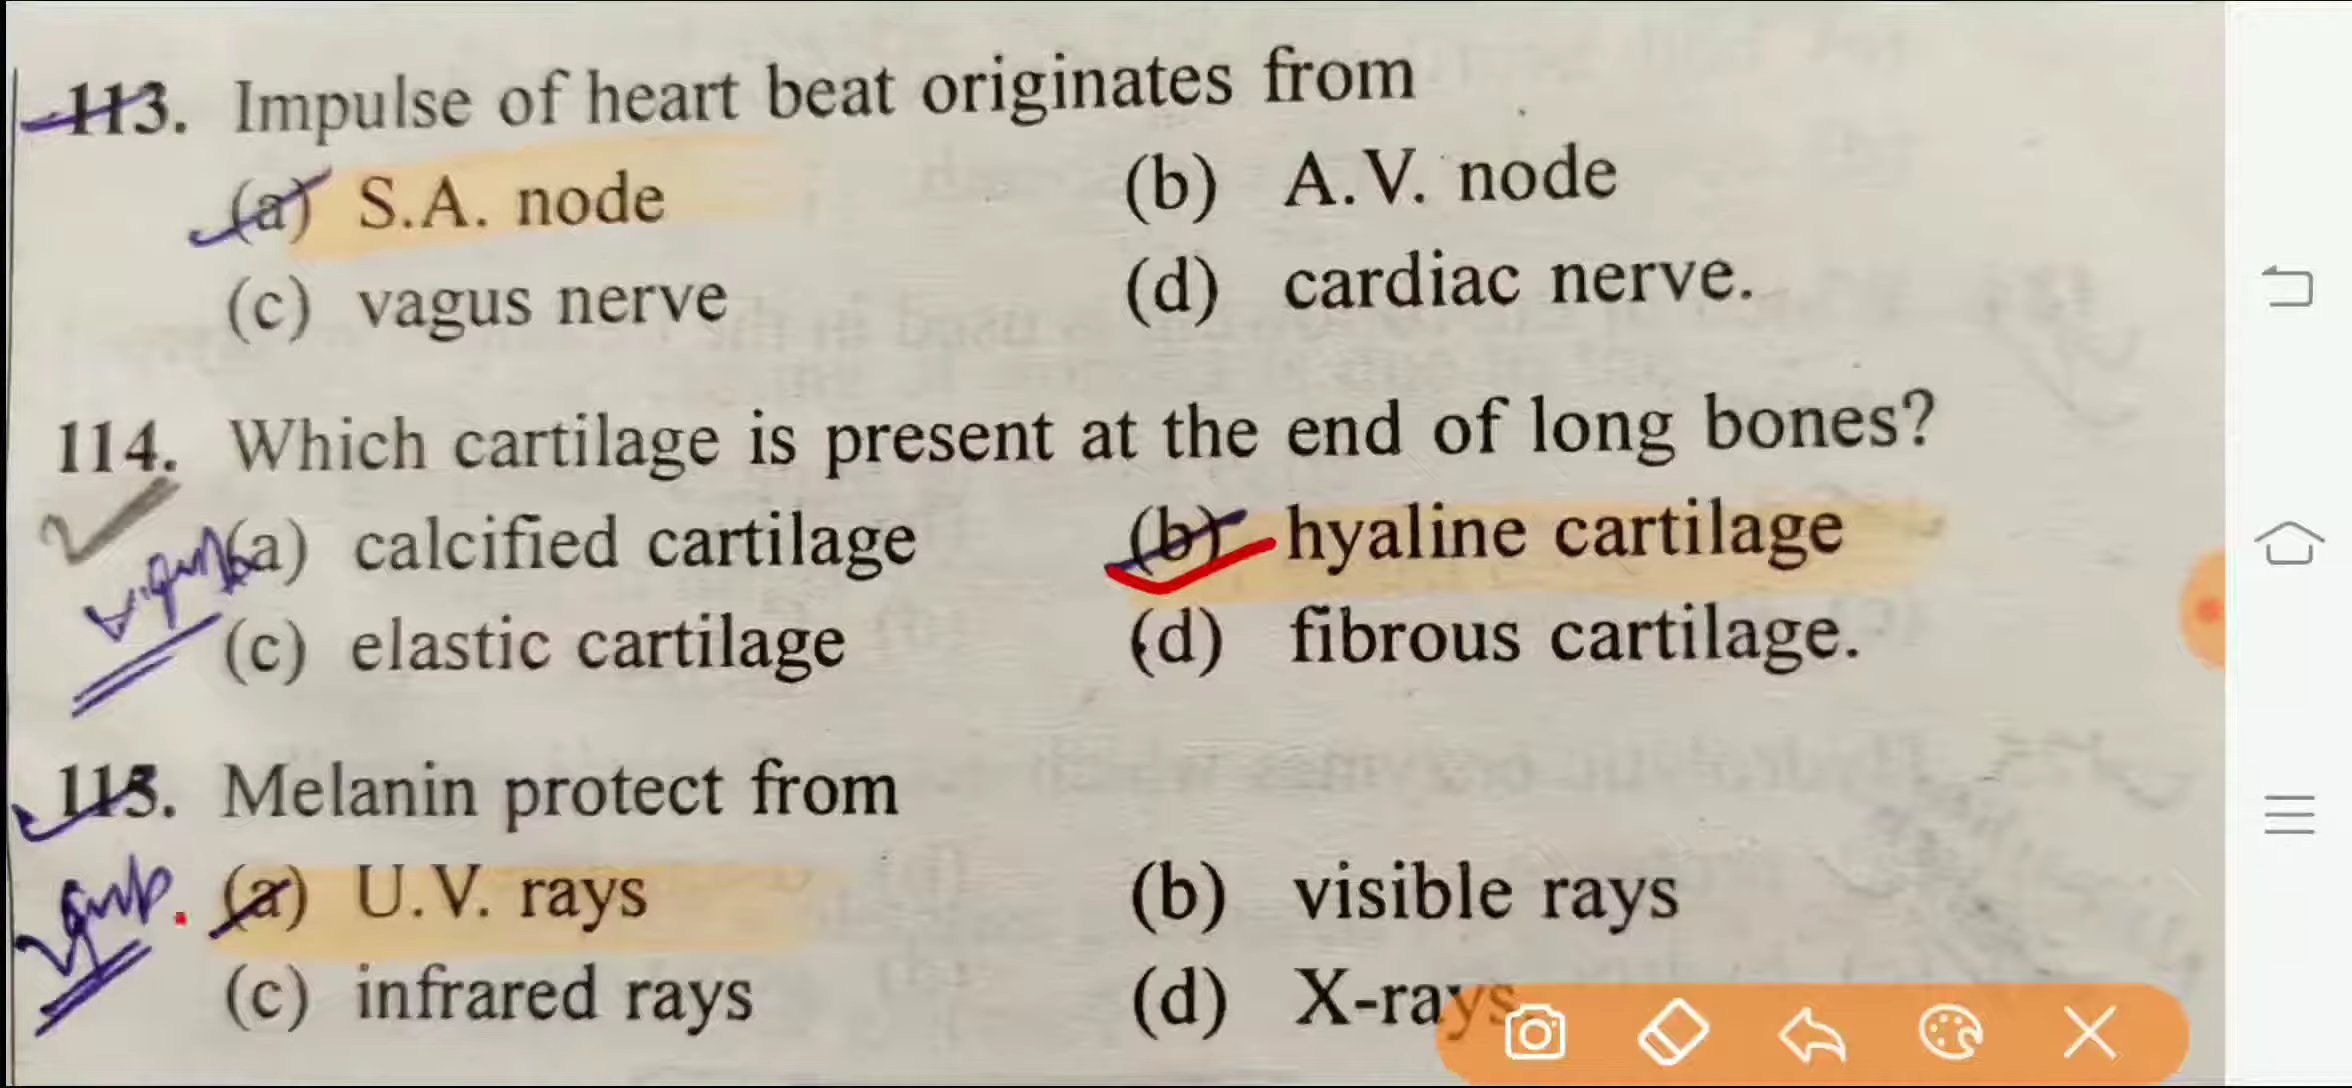 113. Impulse of heart beat originates from
(a) S.A. node (b) A.V. node
(c) vagus nerve (d) cardiac nerve.
114. Which cartilage is present at the end of long bones?
(a) calcified cartilage (b) hyaline cartilage
(c) elastic cartilage (d) fibrous cartilage.
115. Melanin protect from
(a) U.V. rays (b) visible rays
(c) infrared rays (d) X-rays